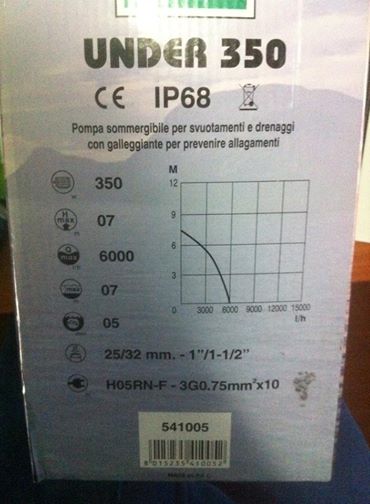 UNDER 350
CE IP68
Pompa sommergibile per svuotamenti e drenaggi
con galleggiante per prevenire allagamenti
350
07
6000
07
05
M
12
9
6
3
0
3000 6000 9000 12000 15000
l/h
25/32 mm. - 1"/1-1/2"
H05RN-F - 3G0.75mm²x10
541005
8 015235 410052